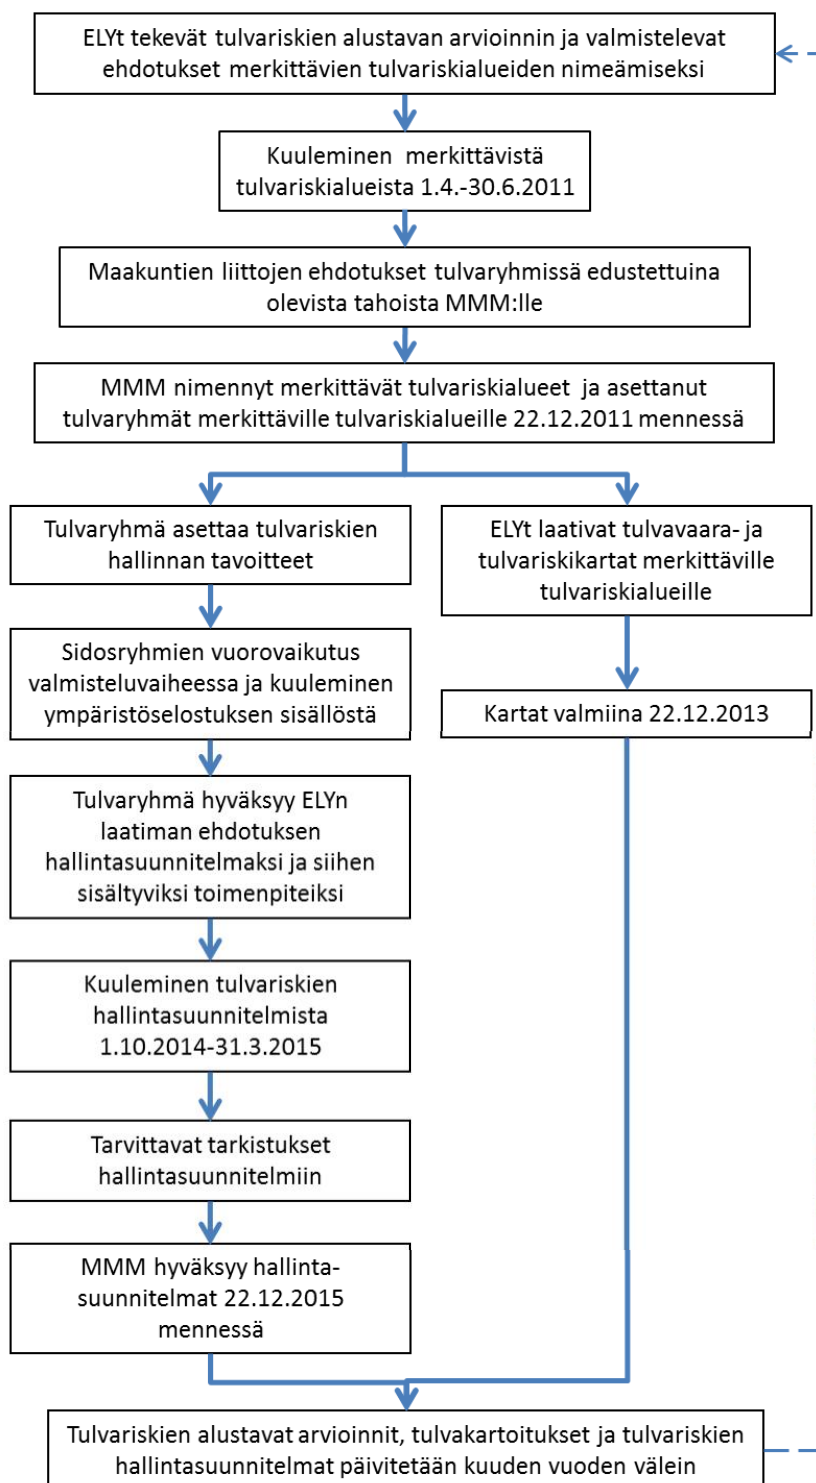 ELYt tekevät tulvariskien alustavan arvioinnin ja valmistelevat
ehdotukset merkittävien tulvariskialueiden nimeämiseksi
Kuuleminen merkittävistä
tulvariskialueista 1.4.-30.6.2011
Maakuntien liittojen ehdotukset tulvaryhmissä edustettuina
olevista tahoista MMM:lle
MMM nimennyt merkittävät tulvariskialueet ja asettanut
tulvaryhmät merkittäville tulvariskialueille 22.12.2011 mennessä
Tulvaryhmä asettaa tulvariskien
hallinnan tavoitteet
Sidosryhmien vuorovaikutus
valmisteluvaiheessa ja kuuleminen
ympäristöselostuksen sisällöstä
Tulvaryhmä hyväksyy ELYn
laatiman ehdotuksen
hallintasuunnitelmaksi ja siihen
sisältyviksi toimenpiteiksi
Kuuleminen tulvariskien
hallintasuunnitelmista
1.10.2014-31.3.2015
Tarvittavat tarkistukset
hallintasuunnitelmiin
MMM hyväksyy hallinta-
suunnitelmat 22.12.2015
mennessä
ELYt laativat tulvavaara- ja
tulvariskikartat merkittäville
tulvariskialueille
Kartat valmiina 22.12.2013
Tulvariskien alustavat arvioinnit, tulvakartoitukset ja tulvariskien
hallintasuunnitelmat päivitetään kuuden vuoden välein